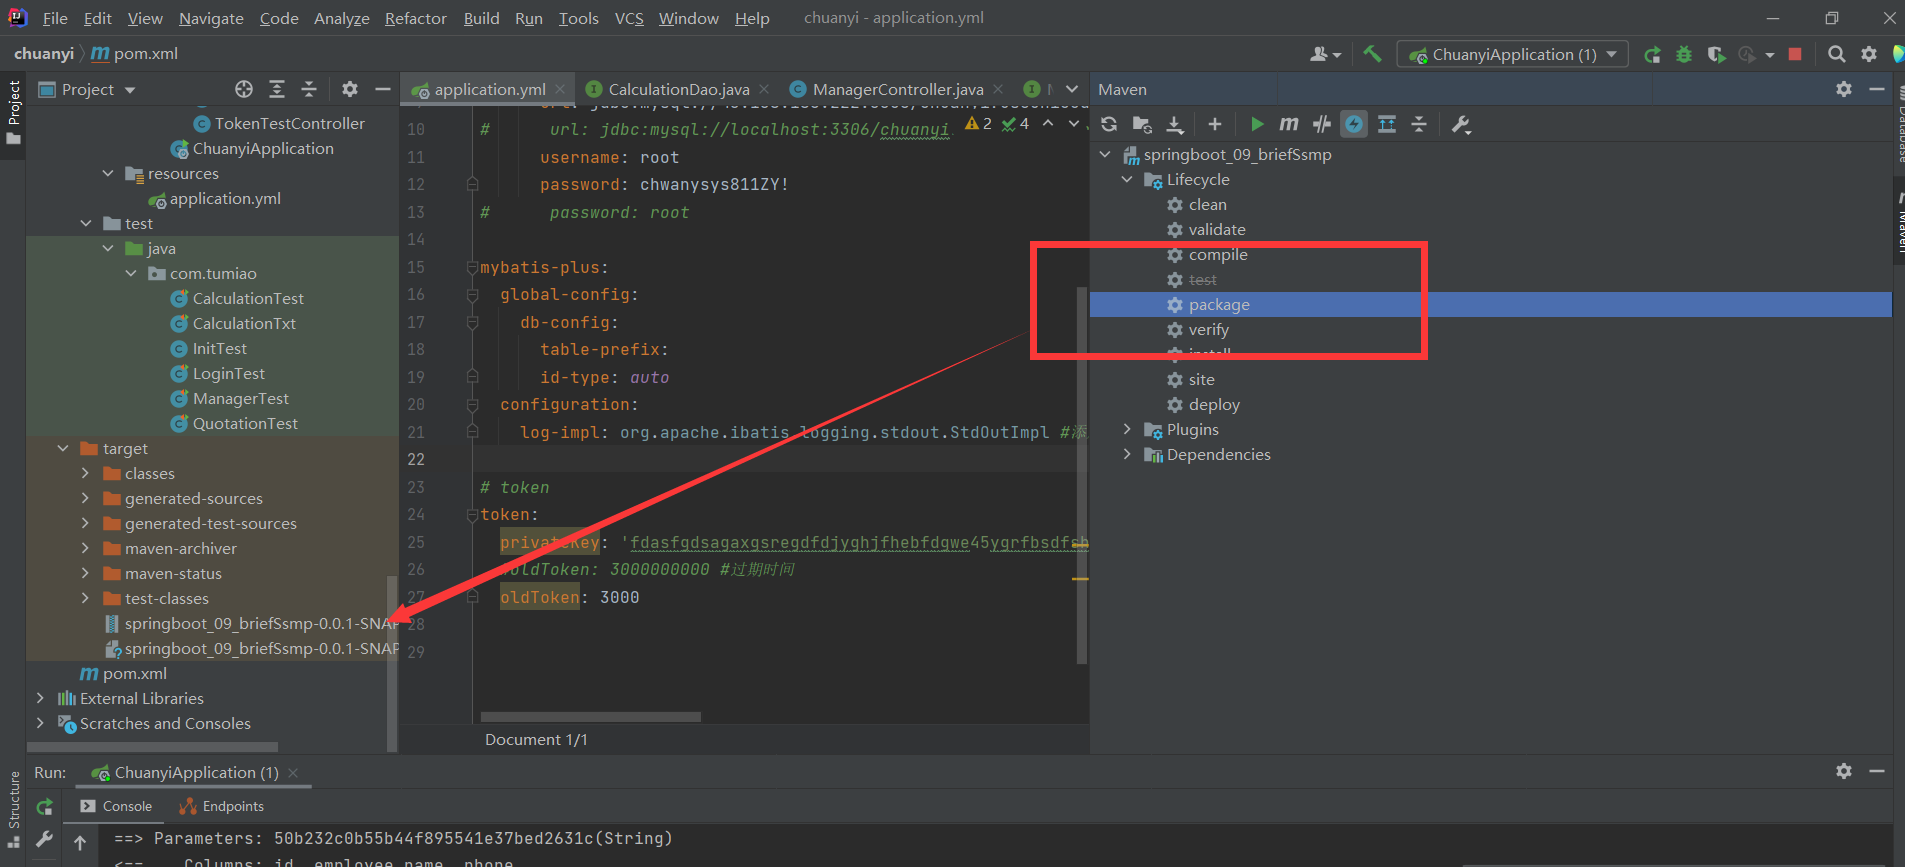 File Edit View Navigate Code Analyze Refactor Build Run Tools VCS Window Help chuanyi - application.yml
chuanyi pom.xml ChuanyiApplication (1)
Project
application.yml CalculationDao.java ManagerController.java
Maven
Project
TokenTestController
ChuanyiApplication
resources
application.yml
test
java
com.tumiao
CalculationTest
CalculationTxt
InitTest
LoginTest
ManagerTest
QuotationTest
target
classes
generated-sources
generated-test-sources
maven-archiver
maven-status
test-classes
springboot_09_briefSsmp-0.0.1-SNAP
springboot_09_briefSsmp-0.0.1-SNAP
pom.xml
External Libraries
Scratches and Consoles
10 # url: jdbc:mysql://localhost:3306/chuanyi
2 4
11 username: root
12 password: chwanysys811ZY!
13 # password: root
14
15 mybatis-plus:
16 global-config:
17 db-config:
18 table-prefix:
19 id-type: auto
20 configuration:
21 log-impl: org.apache.ibatis.logging.stdout.StdOutImpl #添
22
23 # token
24 token:
25 privateKey: 'fdasfgdsagaxgsregdfdjyghjfhebfdgwe45ygrfbsdfsh
26 oldToken: 3000000000 #过期时间
27 oldToken: 3000
28
29
Document 1/1
springboot_09_briefSsmp
Lifecycle
clean
validate
compile
test
package
verify
install
site
deploy
Plugins
Dependencies
Database
Maven
Run: ChuanyiApplication (1)
Structure
Console Endpoints
==> Parameters: 50b232c0b55b44f895541e37bed2631c(String)
<== Columns: id, employee_name, phone